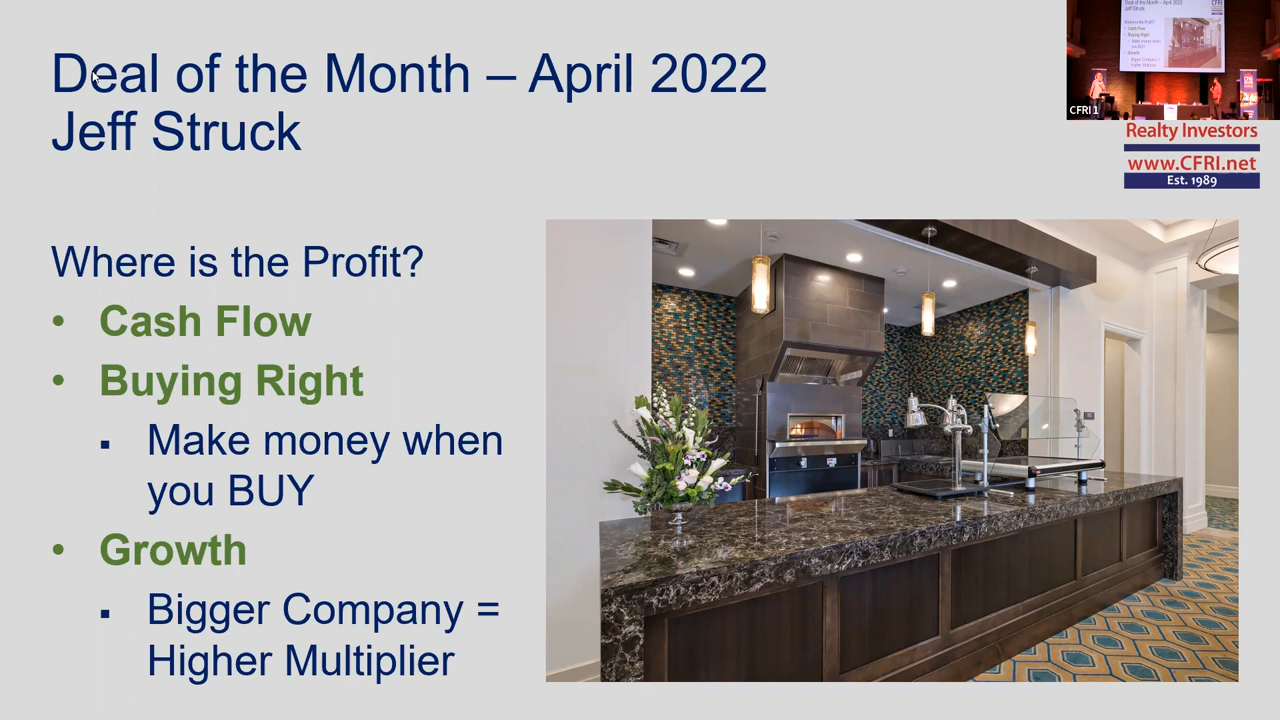 Deal of the Month – April 2022
Jeff Struck
CFRI 1
Realty Investors
www.CFRI.net
Est. 1989
Where is the Profit?
• Cash Flow
• Buying Right
▪ Make money when
you BUY
• Growth
▪ Bigger Company =
Higher Multiplier